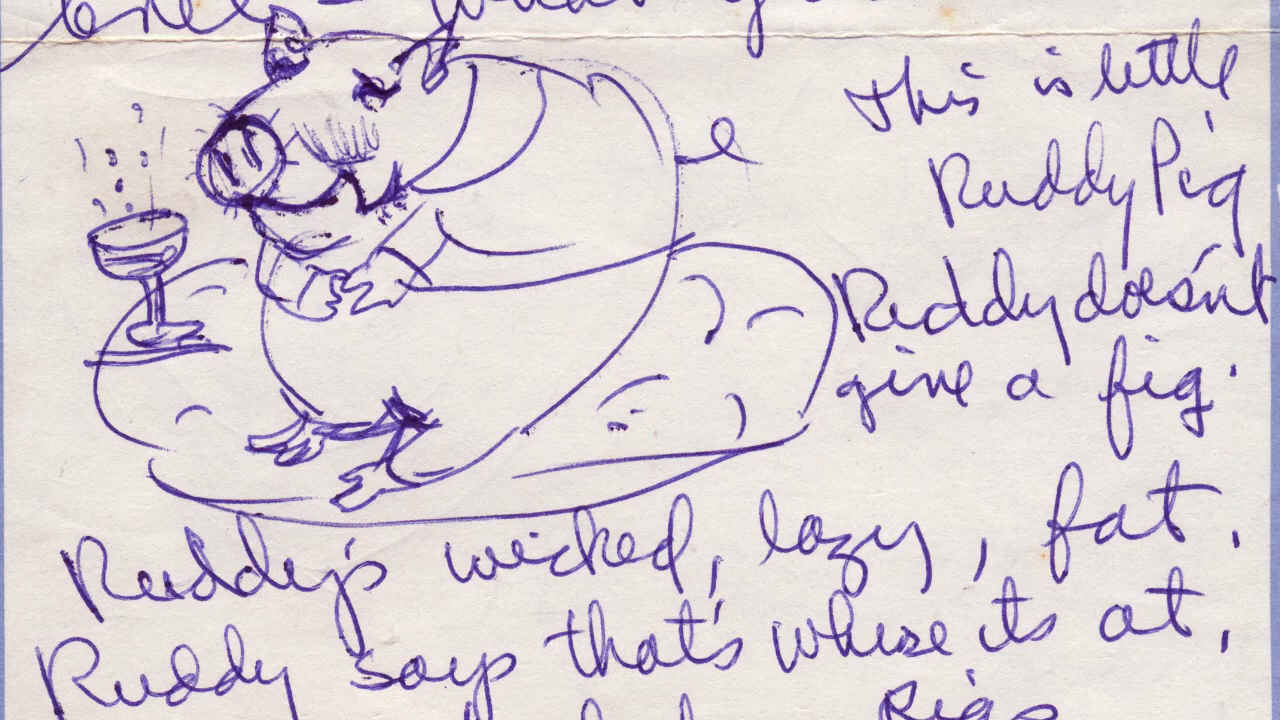 This is little
Ruddy Pig
Ruddy doesn't
give a fig.
Ruddy's wicked, lazy, fat.
Ruddy says that's where its at,
Pigs